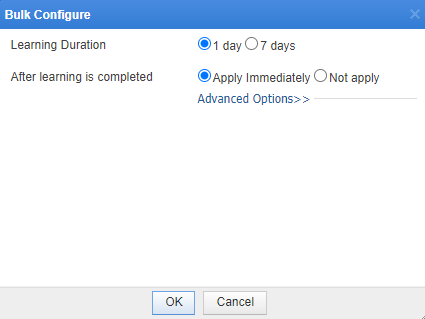 Bulk Configure
Learning Duration 1 day 7 days
After learning is completed Apply Immediately Not apply
Advanced Options>>
OK Cancel